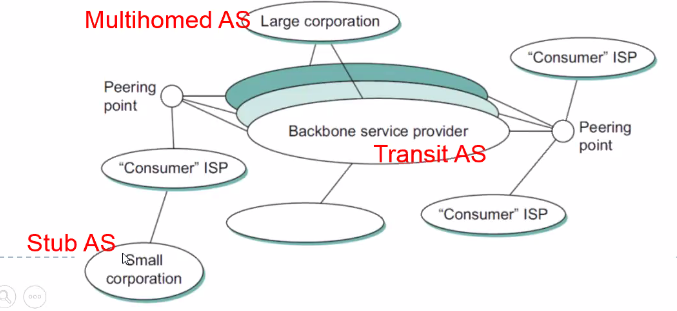 Multihomed AS
Large corporation
"Consumer" ISP
Peering
point
Backbone service provider
Transit AS
Peering
point
"Consumer" ISP
"Consumer" ISP
Stub AS
Small
corporation